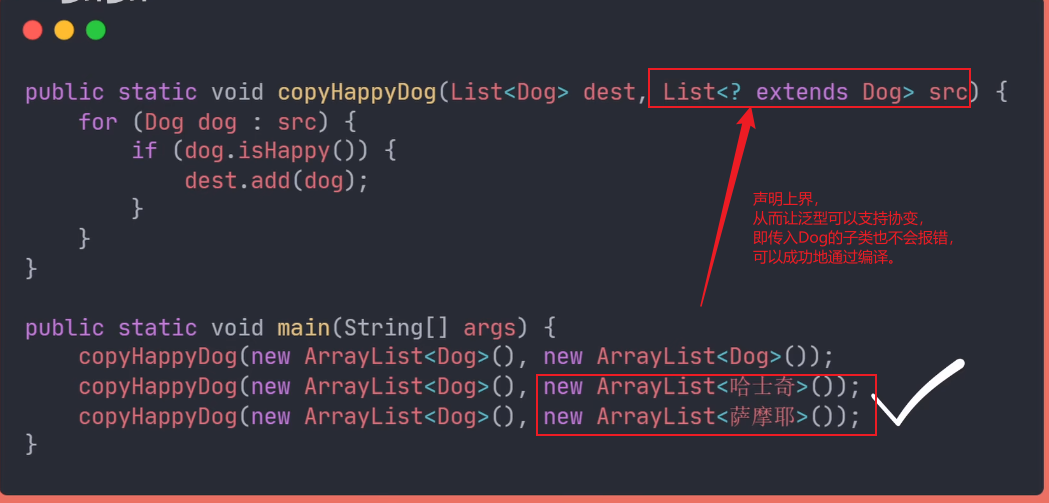 public static void copyHappyDog(List<Dog> dest, List<? extends Dog> src) {
for (Dog dog : src) {
if (dog.isHappy()) {
dest.add(dog);
}
}
}
声明上界,
从而让泛型可以支持协变,
即传入Dog的子类也不会报错,
可以成功地通过编译。
public static void main(String[] args) {
copyHappyDog(new ArrayList<Dog>(), new ArrayList<Dog>());
copyHappyDog(new ArrayList<Dog>(), new ArrayList<哈士奇>());
copyHappyDog(new ArrayList<Dog>(), new ArrayList<萨摩耶>());
}